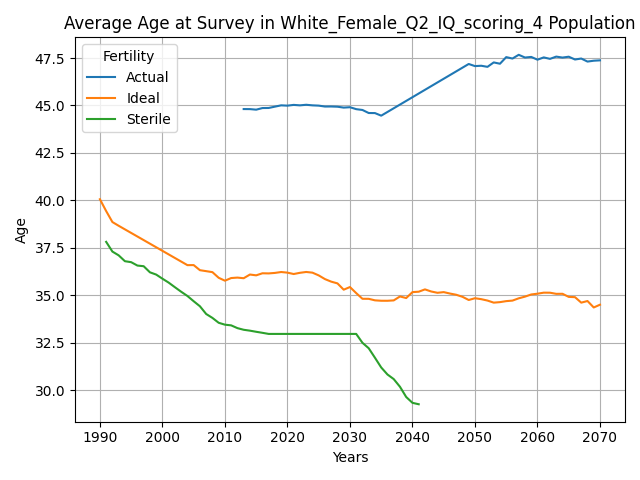 Average Age at Survey in White_Female_Q2_IQ_scoring_4 Population
Fertility
Actual
Ideal
Sterile
Age
47.5
45.0
42.5
40.0
37.5
35.0
32.5
30.0
1990 2000 2010 2020 2030 2040 2050 2060 2070
Years